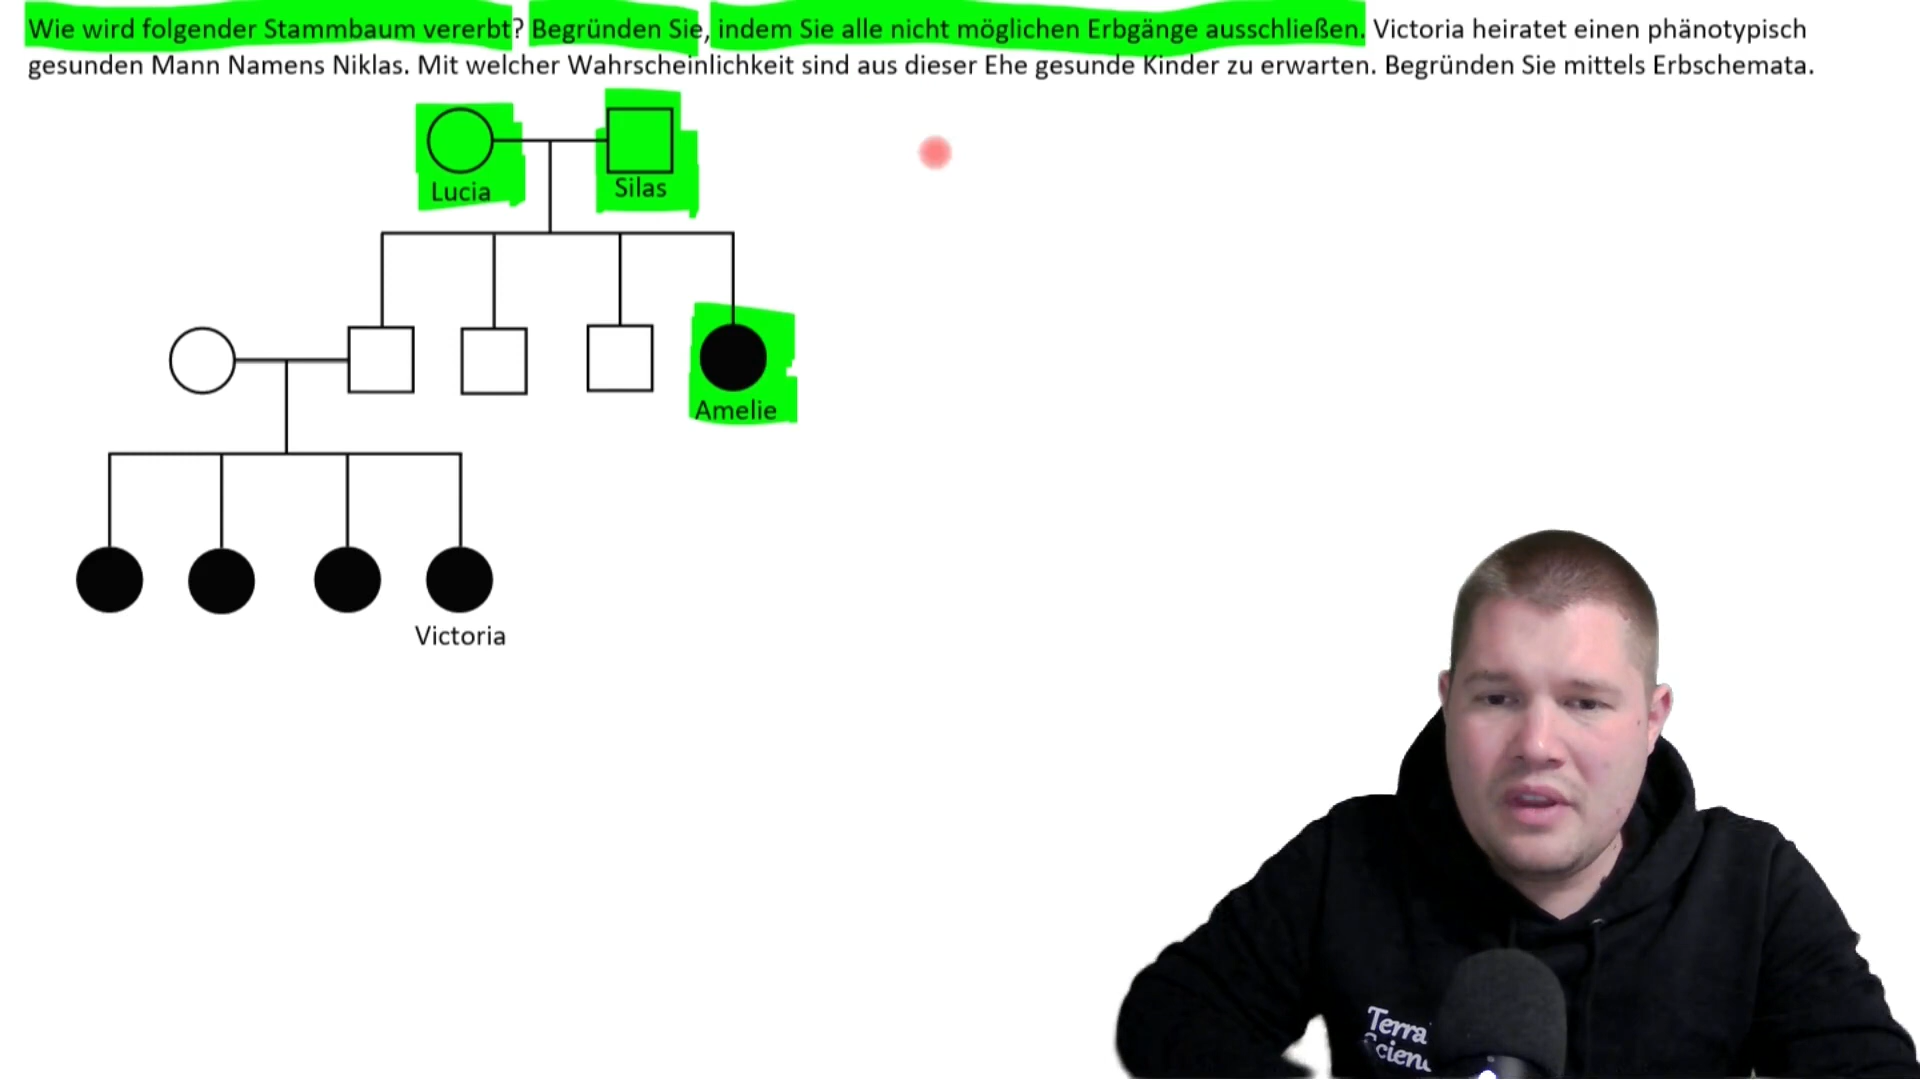 Wie wird folgender Stammbaum vererbt? Begründen Sie, indem Sie alle nicht möglichen Erbgänge ausschließen. Victoria heiratet einen phänotypisch
gesunden Mann Namens Niklas. Mit welcher Wahrscheinlichkeit sind aus dieser Ehe gesunde Kinder zu erwarten. Begründen Sie mittels Erbschemata.
Lucia
Silas
Amelie
Victoria
Terra